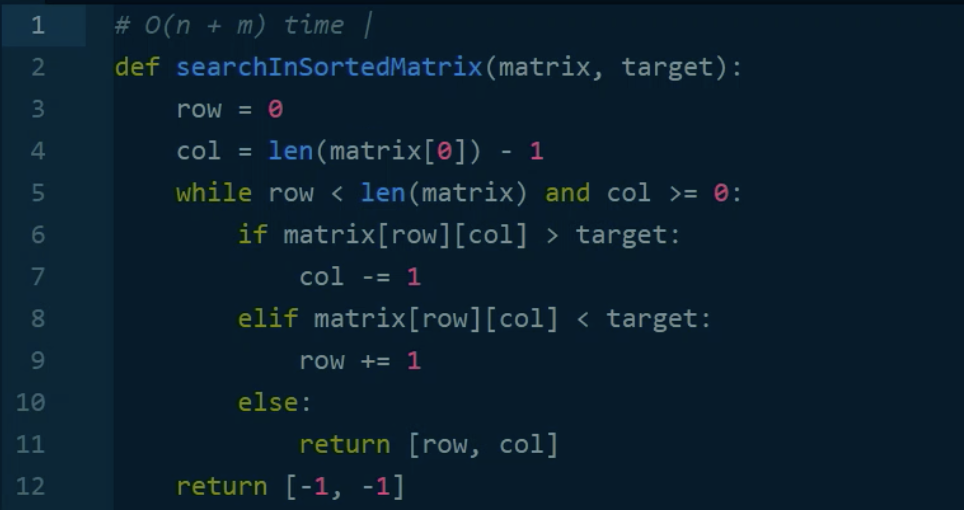 1 # O(n + m) time |
2 def searchInSortedMatrix(matrix, target):
3     row = 0
4     col = len(matrix[0]) - 1
5     while row < len(matrix) and col >= 0:
6         if matrix[row][col] > target:
7             col -= 1
8         elif matrix[row][col] < target:
9             row += 1
10         else:
11             return [row, col]
12     return [-1, -1]